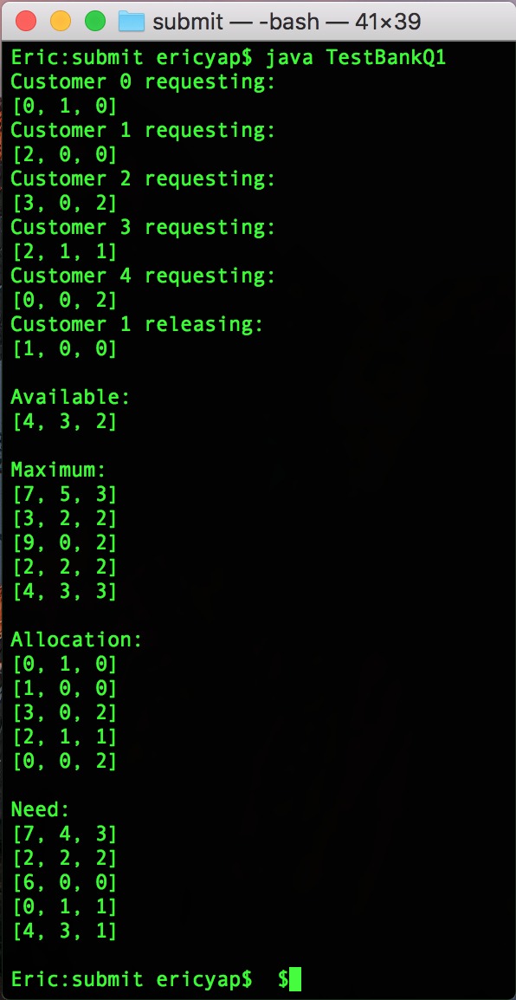 submit — -bash — 41×39
Eric:submit ericyap$ java TestBankQ1
Customer 0 requesting:
[0, 1, 0]
Customer 1 requesting:
[2, 0, 0]
Customer 2 requesting:
[3, 0, 2]
Customer 3 requesting:
[2, 1, 1]
Customer 4 requesting:
[0, 0, 2]
Customer 1 releasing:
[1, 0, 0]
Available:
[4, 3, 2]
Maximum:
[7, 5, 3]
[3, 2, 2]
[9, 0, 2]
[2, 2, 2]
[4, 3, 3]
Allocation:
[0, 1, 0]
[1, 0, 0]
[3, 0, 2]
[2, 1, 1]
[0, 0, 2]
Need:
[7, 4, 3]
[2, 2, 2]
[6, 0, 0]
[0, 1, 1]
[4, 3, 1]
Eric:submit ericyap$  $